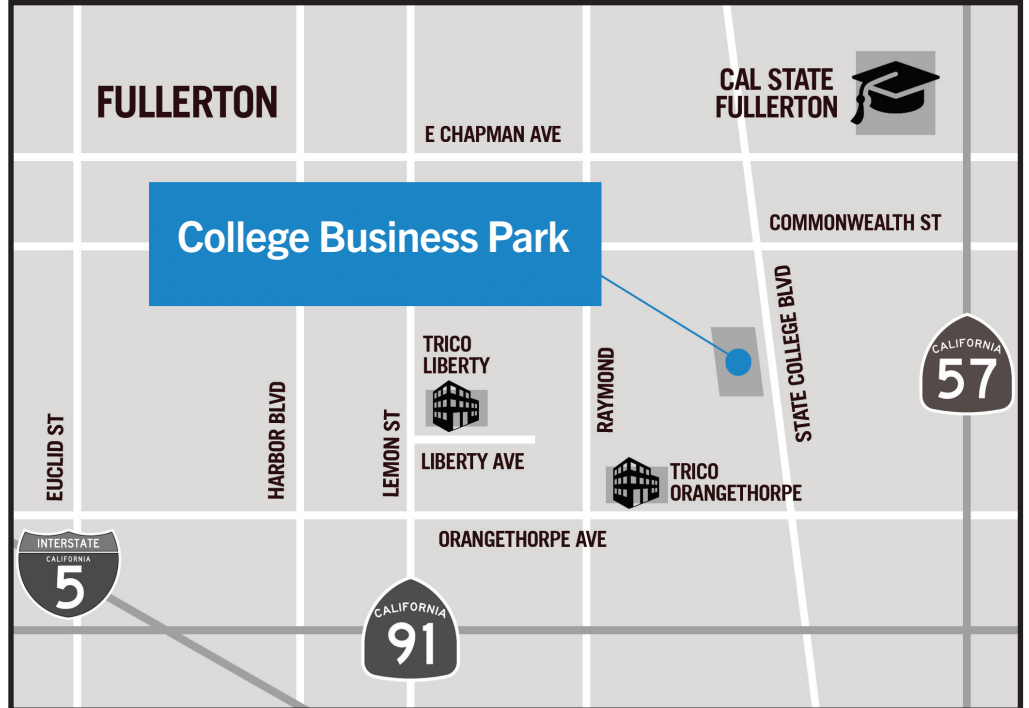 FULLERTON
CAL STATE
FULLERTON
E CHAPMAN AVE
College Business Park
COMMONWEALTH ST
STATE COLLEGE BLVD
CALIFORNIA
57
TRICO
LIBERTY
RAYMOND
EUCLID ST
HARBOR BLVD
LEMON ST
LIBERTY AVE
TRICO
ORANGETHORPE
ORANGETHORPE AVE
INTERSTATE
CALIFORNIA
5
CALIFORNIA
91